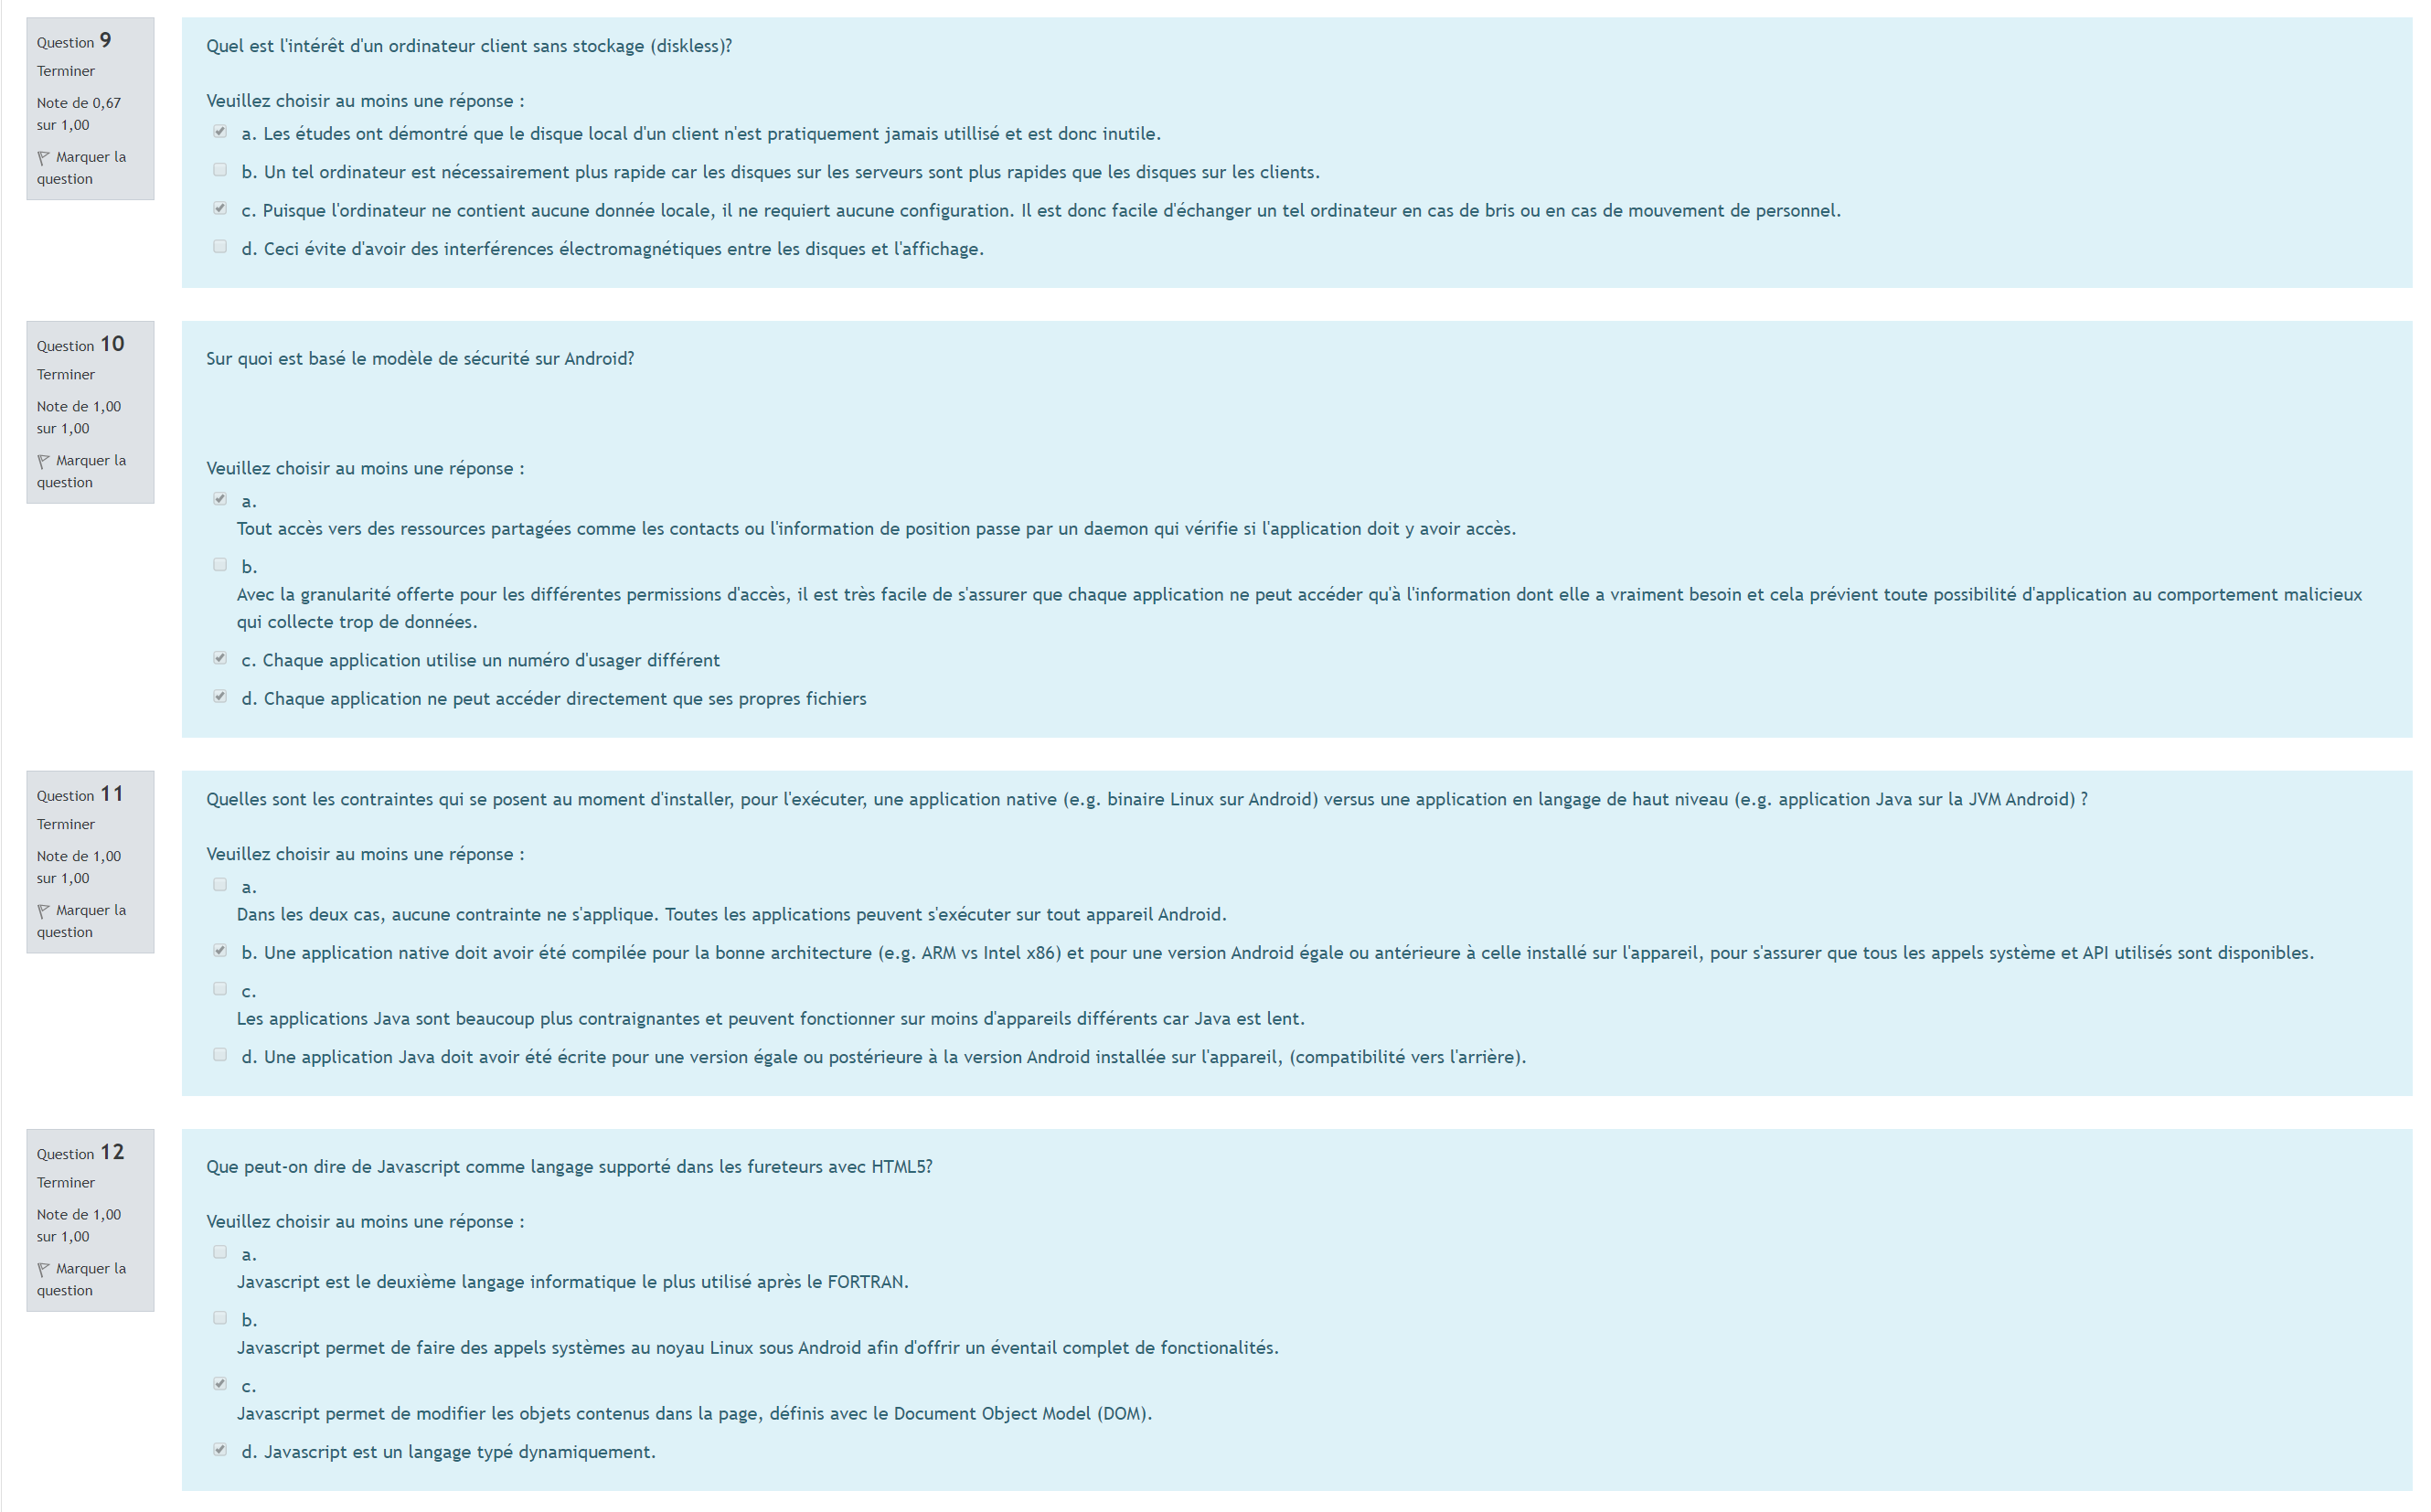 Question 9
Terminer
Note de 0,67
sur 1,00
Marquer la
question
Quel est l'intérêt d'un ordinateur client sans stockage (diskless)?
Veuillez choisir au moins une réponse :
a. Les études ont démontré que le disque local d'un client n'est pratiquement jamais utillisé et est donc inutile.
b. Un tel ordinateur est nécessairement plus rapide car les disques sur les serveurs sont plus rapides que les disques sur les clients.
c. Puisque l'ordinateur ne contient aucune donnée locale, il ne requiert aucune configuration. Il est donc facile d'échanger un tel ordinateur en cas de bris ou en cas de mouvement de personnel.
d. Ceci évite d'avoir des interférences électromagnétiques entre les disques et l'affichage.
Question 10
Terminer
Note de 1,00
sur 1,00
Marquer la
question
Sur quoi est basé le modèle de sécurité sur Android?
Veuillez choisir au moins une réponse :
a.
Tout accès vers des ressources partagées comme les contacts ou l'information de position passe par un daemon qui vérifie si l'application doit y avoir accès.
b.
Avec la granularité offerte pour les différentes permissions d'accès, il est très facile de s'assurer que chaque application ne peut accéder qu'à l'information dont elle a vraiment besoin et cela prévient toute possibilité d'application au comportement malicieux
qui collecte trop de données.
c. Chaque application utilise un numéro d'usager différent
d. Chaque application ne peut accéder directement que ses propres fichiers
Question 11
Terminer
Note de 1,00
sur 1,00
Marquer la
question
Quelles sont les contraintes qui se posent au moment d'installer, pour l'exécuter, une application native (e.g. binaire Linux sur Android) versus une application en langage de haut niveau (e.g. application Java sur la JVM Android) ?
Veuillez choisir au moins une réponse :
a.
Dans les deux cas, aucune contrainte ne s'applique. Toutes les applications peuvent s'exécuter sur tout appareil Android.
b. Une application native doit avoir été compilée pour la bonne architecture (e.g. ARM vs Intel x86) et pour une version Android égale ou antérieure à celle installé sur l'appareil, pour s'assurer que tous les appels système et API utilisés sont disponibles.
c.
Les applications Java sont beaucoup plus contraignantes et peuvent fonctionner sur moins d'appareils différents car Java est lent.
d. Une application Java doit avoir été écrite pour une version égale ou postérieure à la version Android installée sur l'appareil, (compatibilité vers l'arrière).
Question 12
Terminer
Note de 1,00
sur 1,00
Marquer la
question
Que peut-on dire de Javascript comme langage supporté dans les fureteurs avec HTML5?
Veuillez choisir au moins une réponse :
a.
Javascript est le deuxième langage informatique le plus utilisé après le FORTRAN.
b.
Javascript permet de faire des appels systèmes au noyau Linux sous Android afin d'offrir un éventail complet de fonctionalités.
c.
Javascript permet de modifier les objets contenus dans la page, définis avec le Document Object Model (DOM).
d. Javascript est un langage typé dynamiquement.